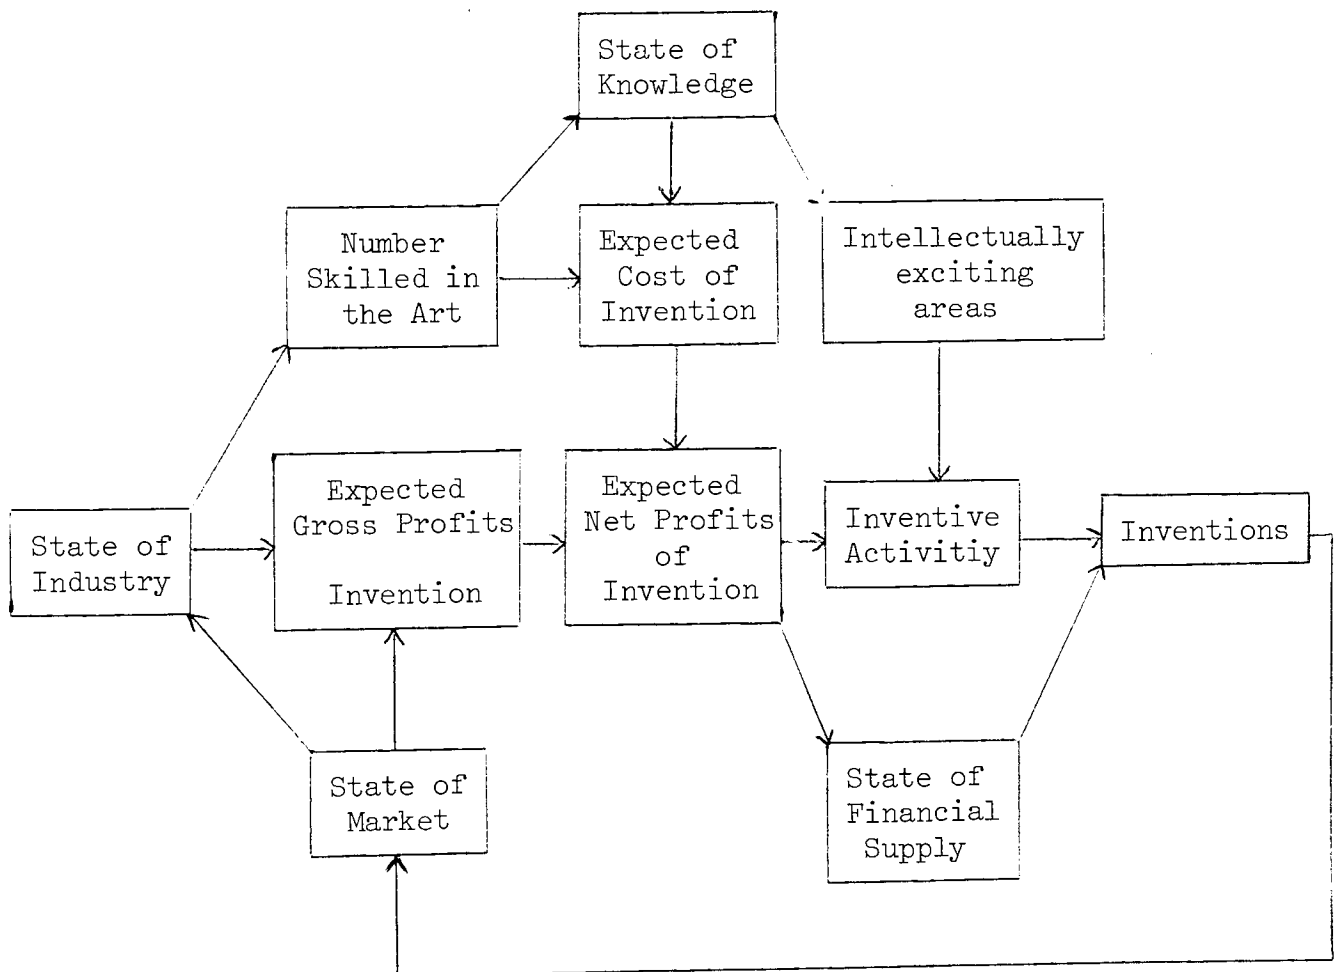 State of
Knowledge
Number
Skilled in
the Art
Expected
Cost of
Invention
Intellectually
exciting
areas
State of
Industry
Expected
Gross Profits
Invention
Expected
Net Profits
of
Invention
Inventive
Activitiy
Inventions
State of
Market
State of
Financial
Supply